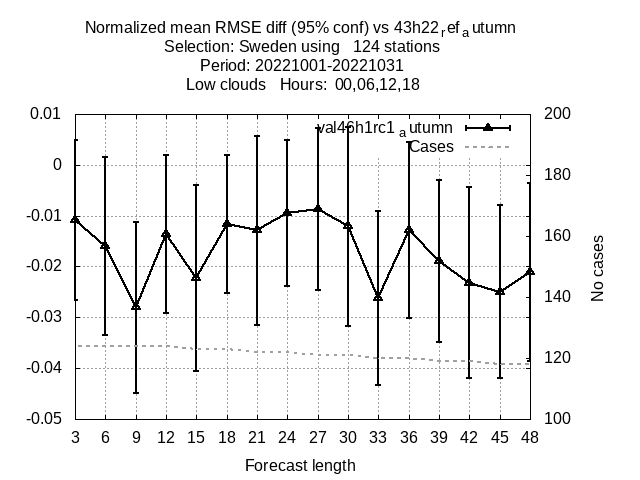 Normalized mean RMSE diff (95% conf) vs 43h22refautumn
Selection: Sweden using 124 stations
Period: 20221001-20221031
Low clouds Hours: 00,06,12,18
val46h1rc1autumn
Cases
0.01
0
-0.01
-0.02
-0.03
-0.04
-0.05
200
180
160
140
120
100
No cases
3 6 9 12 15 18 21 24 27 30 33 36 39 42 45 48
Forecast length